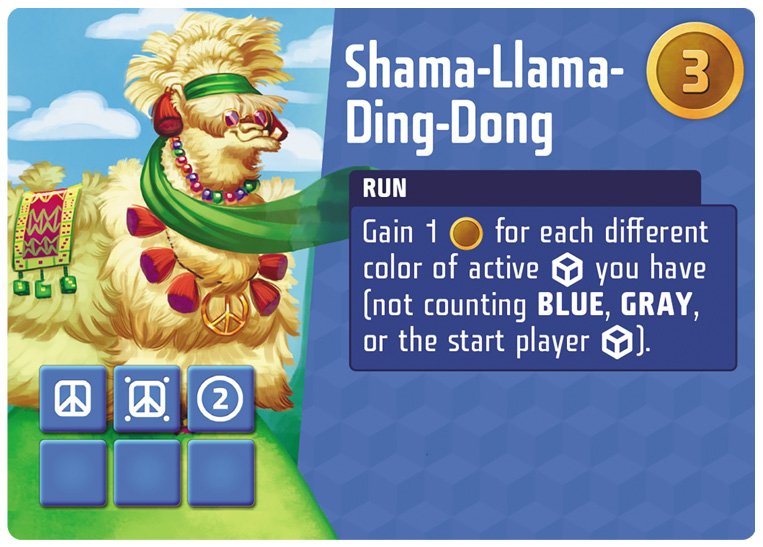 Shama-Llama-
Ding-Dong
3
RUN
Gain 1 for each different
color of active you have
(not counting BLUE, GRAY,
or the start player ).
2